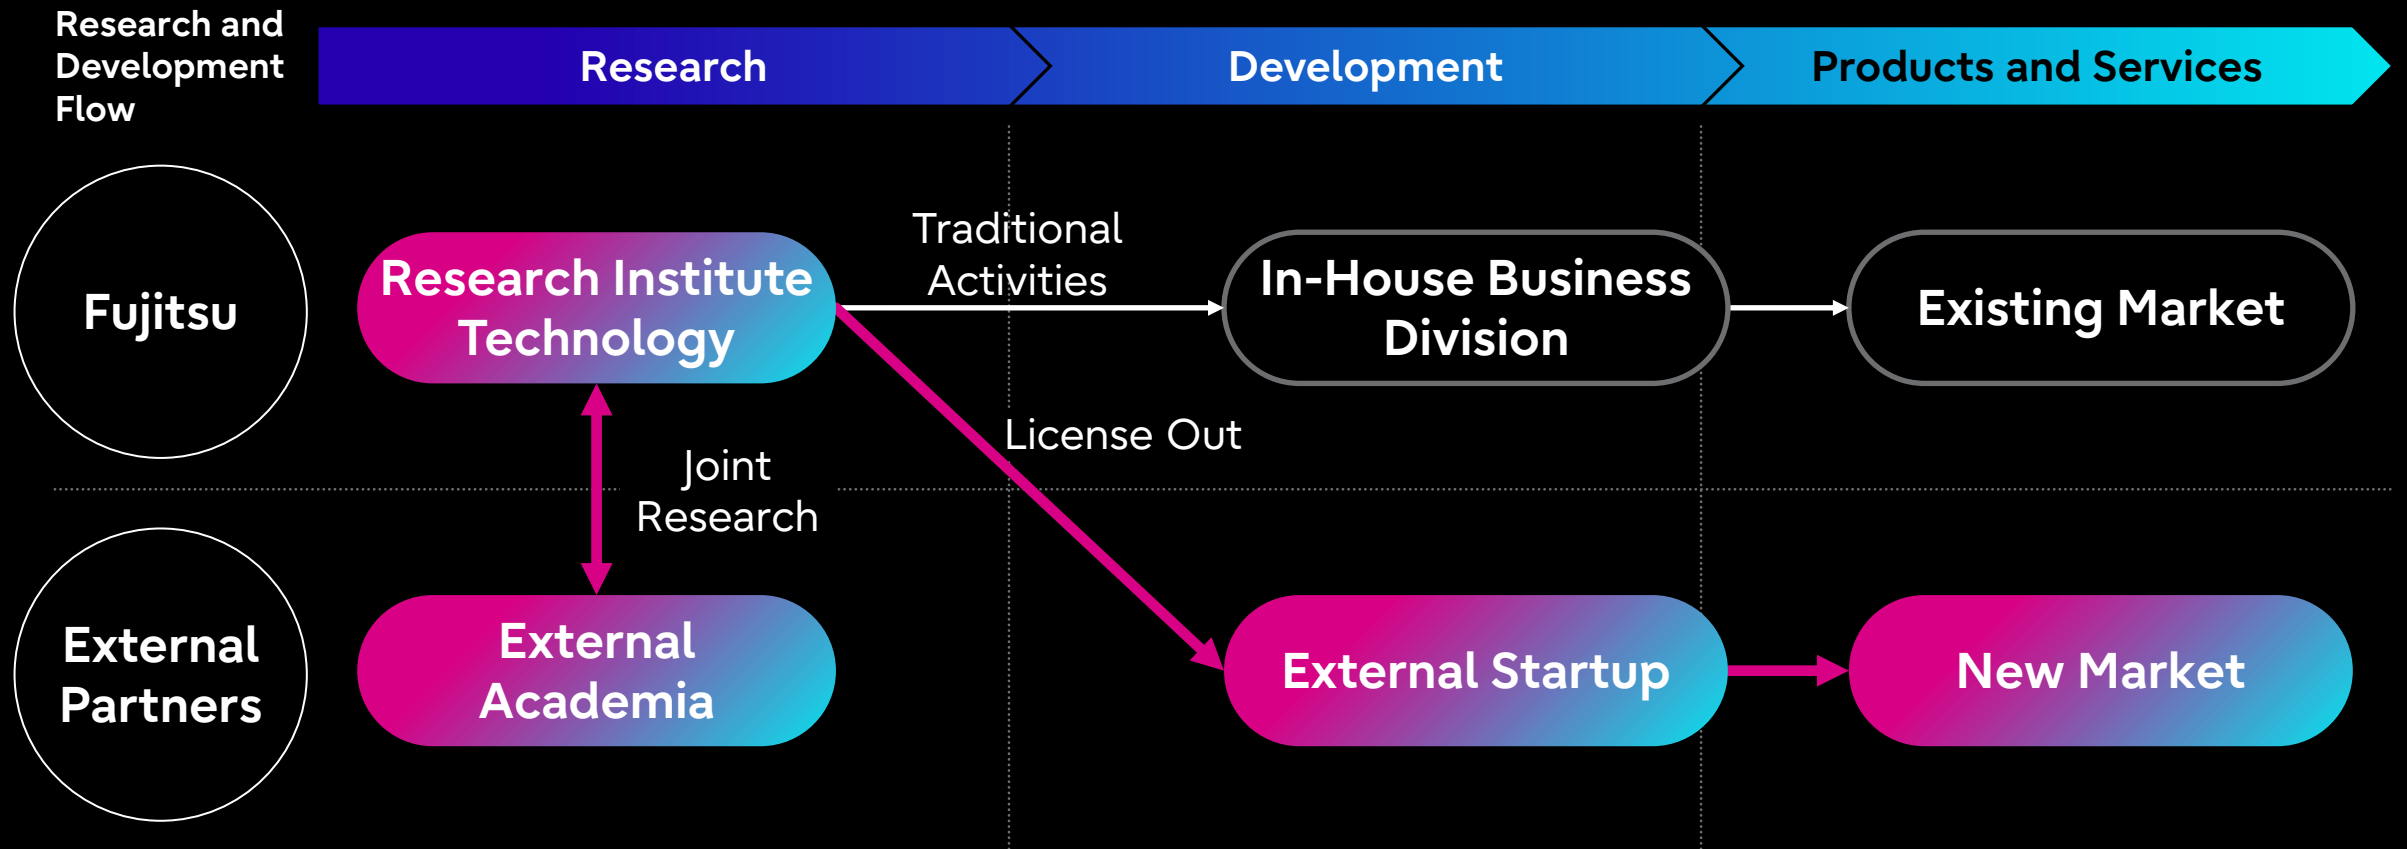 Research and
Development
Flow
Research
Development
Products and Services
Fujitsu
Research Institute
Technology
Traditional
Activities
In-House Business
Division
Existing Market
License Out
Joint
Research
External
Partners
External
Academia
External Startup
New Market